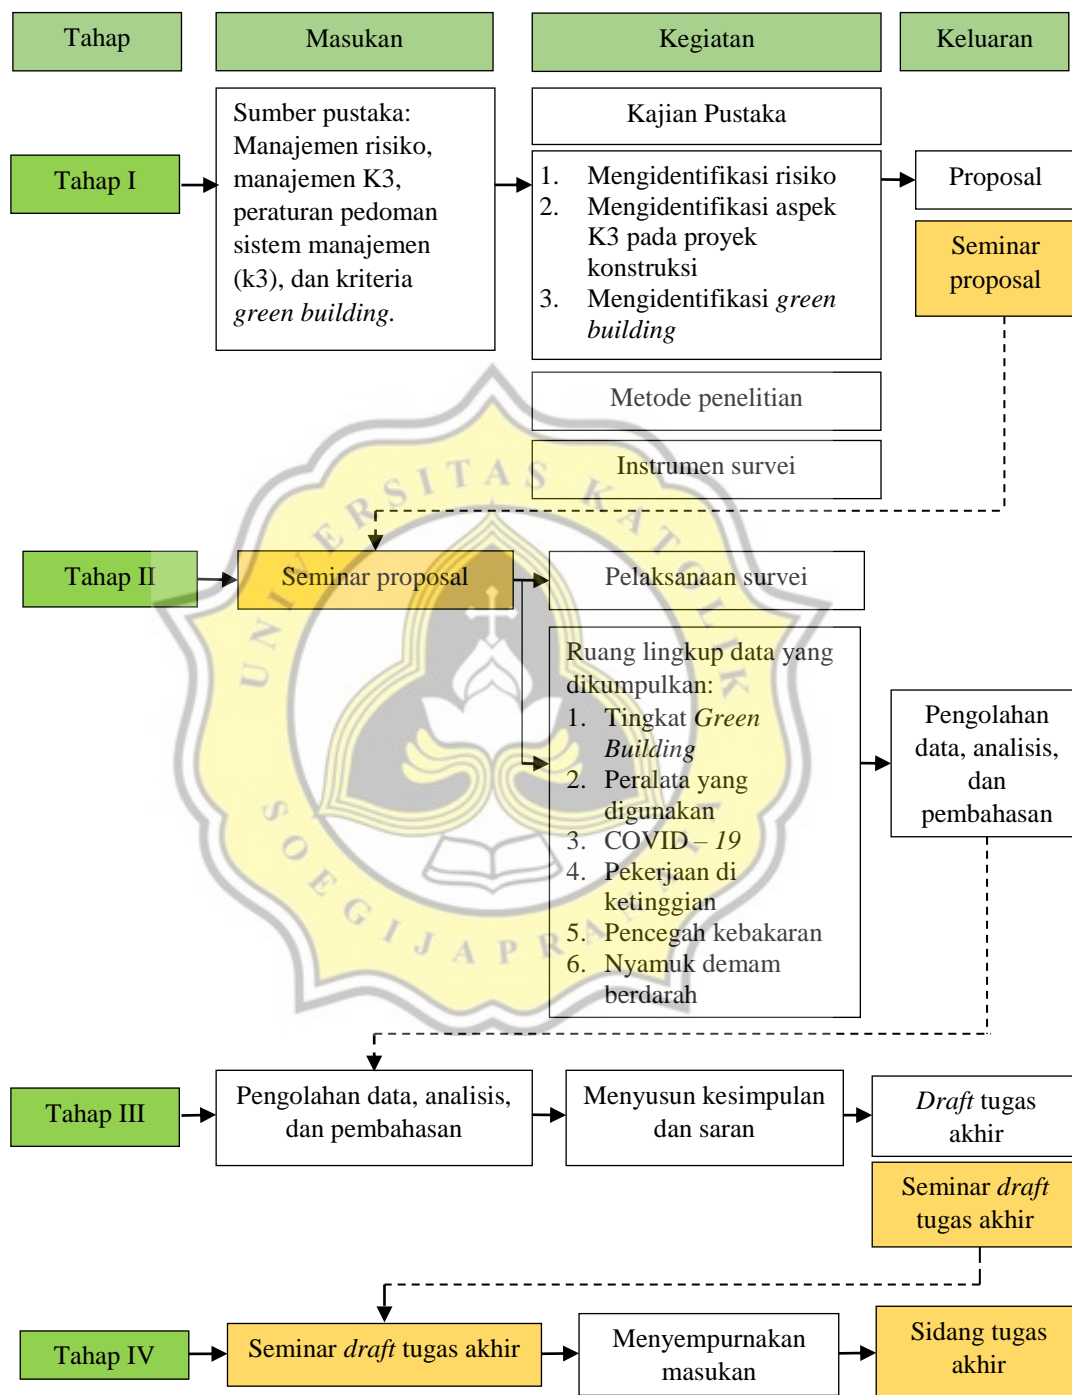 Tahap
Masukan
Kegiatan
Keluaran
Tahap I
Sumber pustaka:
Manajemen risiko,
manajemen K3,
peraturan pedoman
sistem manajemen
(k3), dan kriteria
green building.
Kajian Pustaka
1. Mengidentifikasi risiko
2. Mengidentifikasi aspek
K3 pada proyek
konstruksi
3. Mengidentifikasi green
building
Metode penelitian
Instrumen survei
Proposal
Seminar
proposal
Tahap II
Seminar proposal
Pelaksanaan survei
Ruang lingkup data yang
dikumpulkan:
1. Tingkat Green
Building
2. Peralata yang
digunakan
3. COVID – 19
4. Pekerjaan di
ketinggian
5. Pencegah kebakaran
6. Nyamuk demam
berdarah
Pengolahan
data, analisis,
dan
pembahasan
Tahap III
Pengolahan data, analisis,
dan pembahasan
Menyusun kesimpulan
dan saran
Draft tugas
akhir
Seminar draft
tugas akhir
Tahap IV
Seminar draft tugas akhir
Menyempurnakan
masukan
Sidang tugas
akhir
UNIVERSITAS KATOLIK